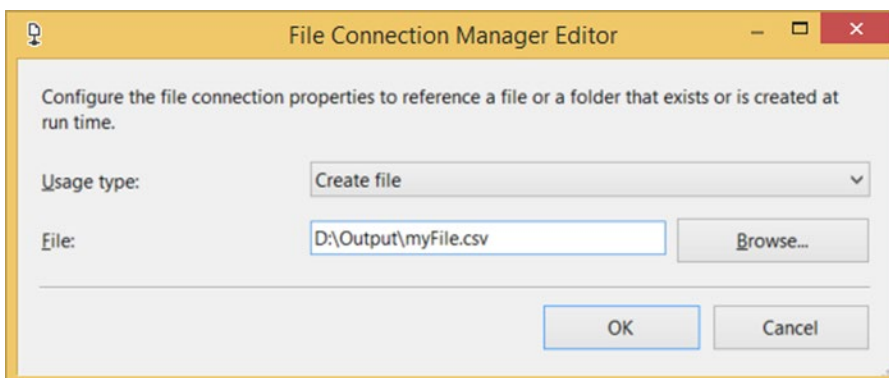 File Connection Manager Editor
Configure the file connection properties to reference a file or a folder that exists or is created at
run time.
Usage type: Create file
File: D:\Output\myFile.csv Browse...
OK Cancel